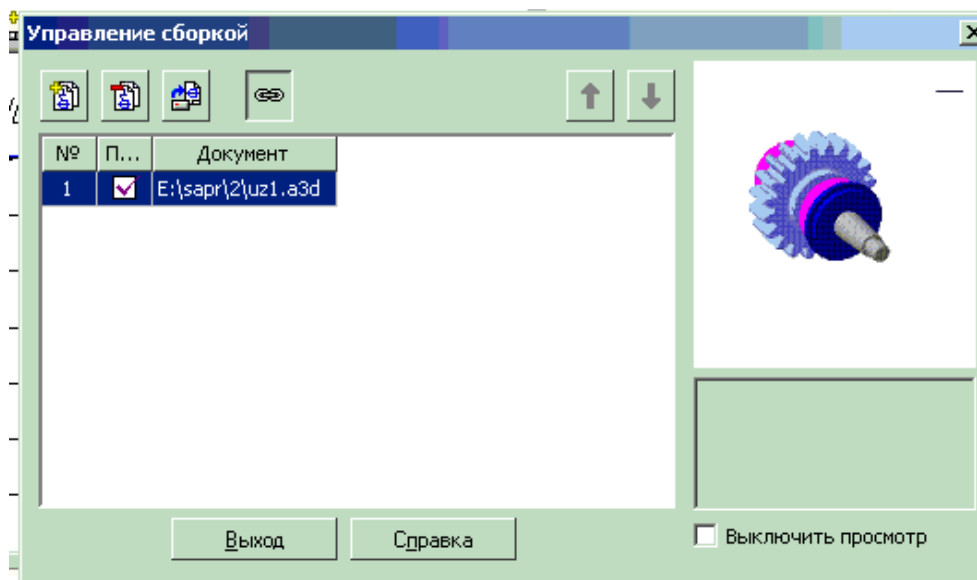 Управление сборкой
№ П... Документ
1 E:\sapr\2\uz1.a3d
Выход Справка
Выключить просмотр